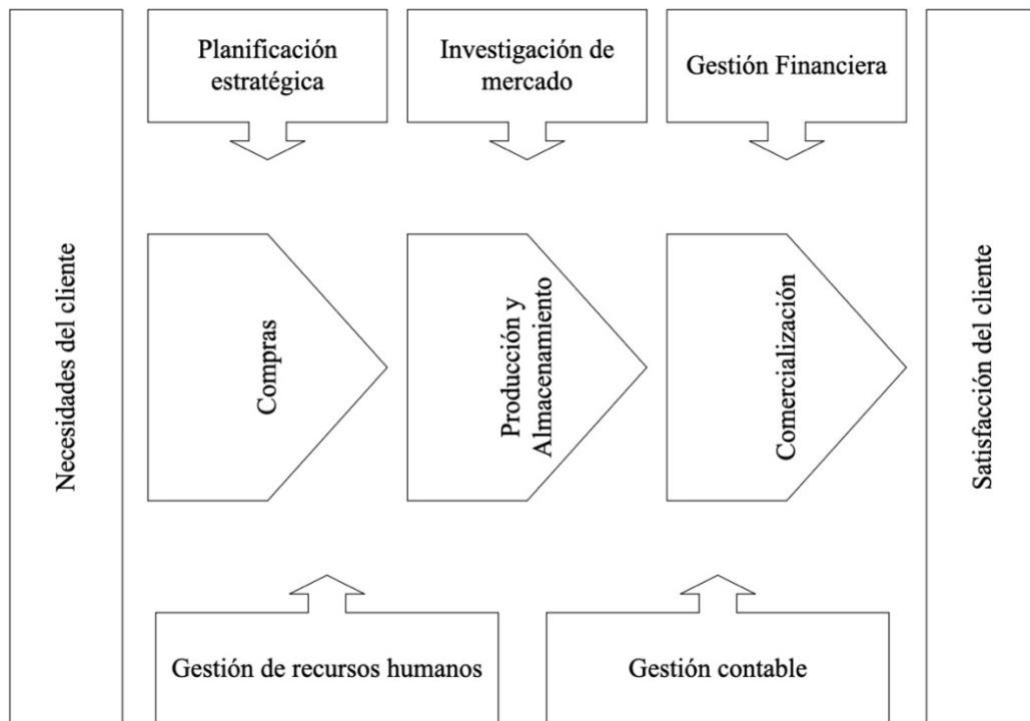 Planificación
estratégica
Investigación de
mercado
Gestión Financiera
Necesidades del cliente
Compras
Producción y
Almacenamiento
Comercialización
Satisfacción del cliente
Gestión de recursos humanos
Gestión contable